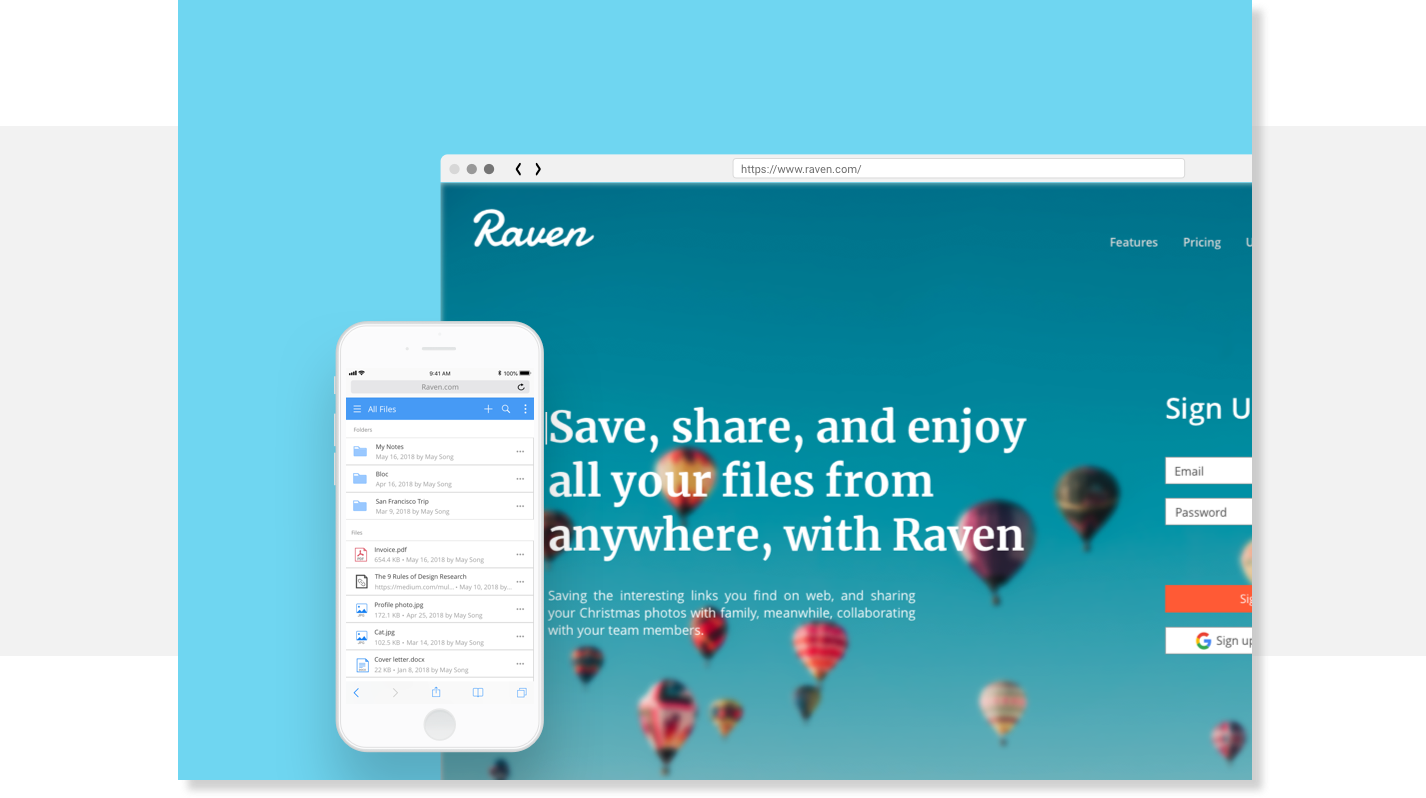 https://www.raven.com/
Raven
Features Pricing U
Save, share, and enjoy
all your files from
anywhere, with Raven
Saving the interesting links you find on web, and sharing
your Christmas photos with family, meanwhile, collaborating
with your team members.
Sign U
Email
Password
Sig
Sign up
9:41 AM 100%
Raven.com
All Files
Folders
My Notes
May 16, 2018 by May Song
Bloc
Apr 16, 2018 by May Song
San Francisco Trip
Mar 9, 2018 by May Song
Files
Invoice.pdf
654.4 KB • May 16, 2018 by May Song
The 9 Rules of Design Research
https://medium.com/mul... • May 10, 2018 by...
Profile photo.jpg
172.1 KB • Apr 25, 2018 by May Song
Cat.jpg
102.5 KB • Mar 14, 2018 by May Song
Cover letter.docx
22 KB • Jan 8, 2018 by May Song